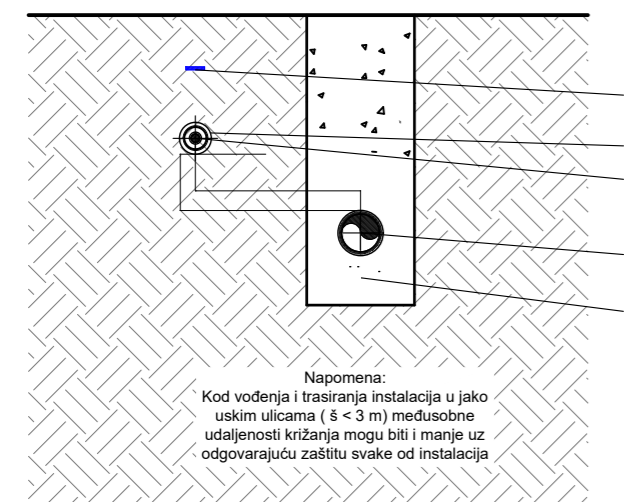 Napomena:
Kod vođenja i trasiranja instalacija u jako
uskim ulicama ( š < 3 m) međusobne
udaljenosti križanja mogu biti i manje uz
odgovarajuću zaštitu svake od instalacija